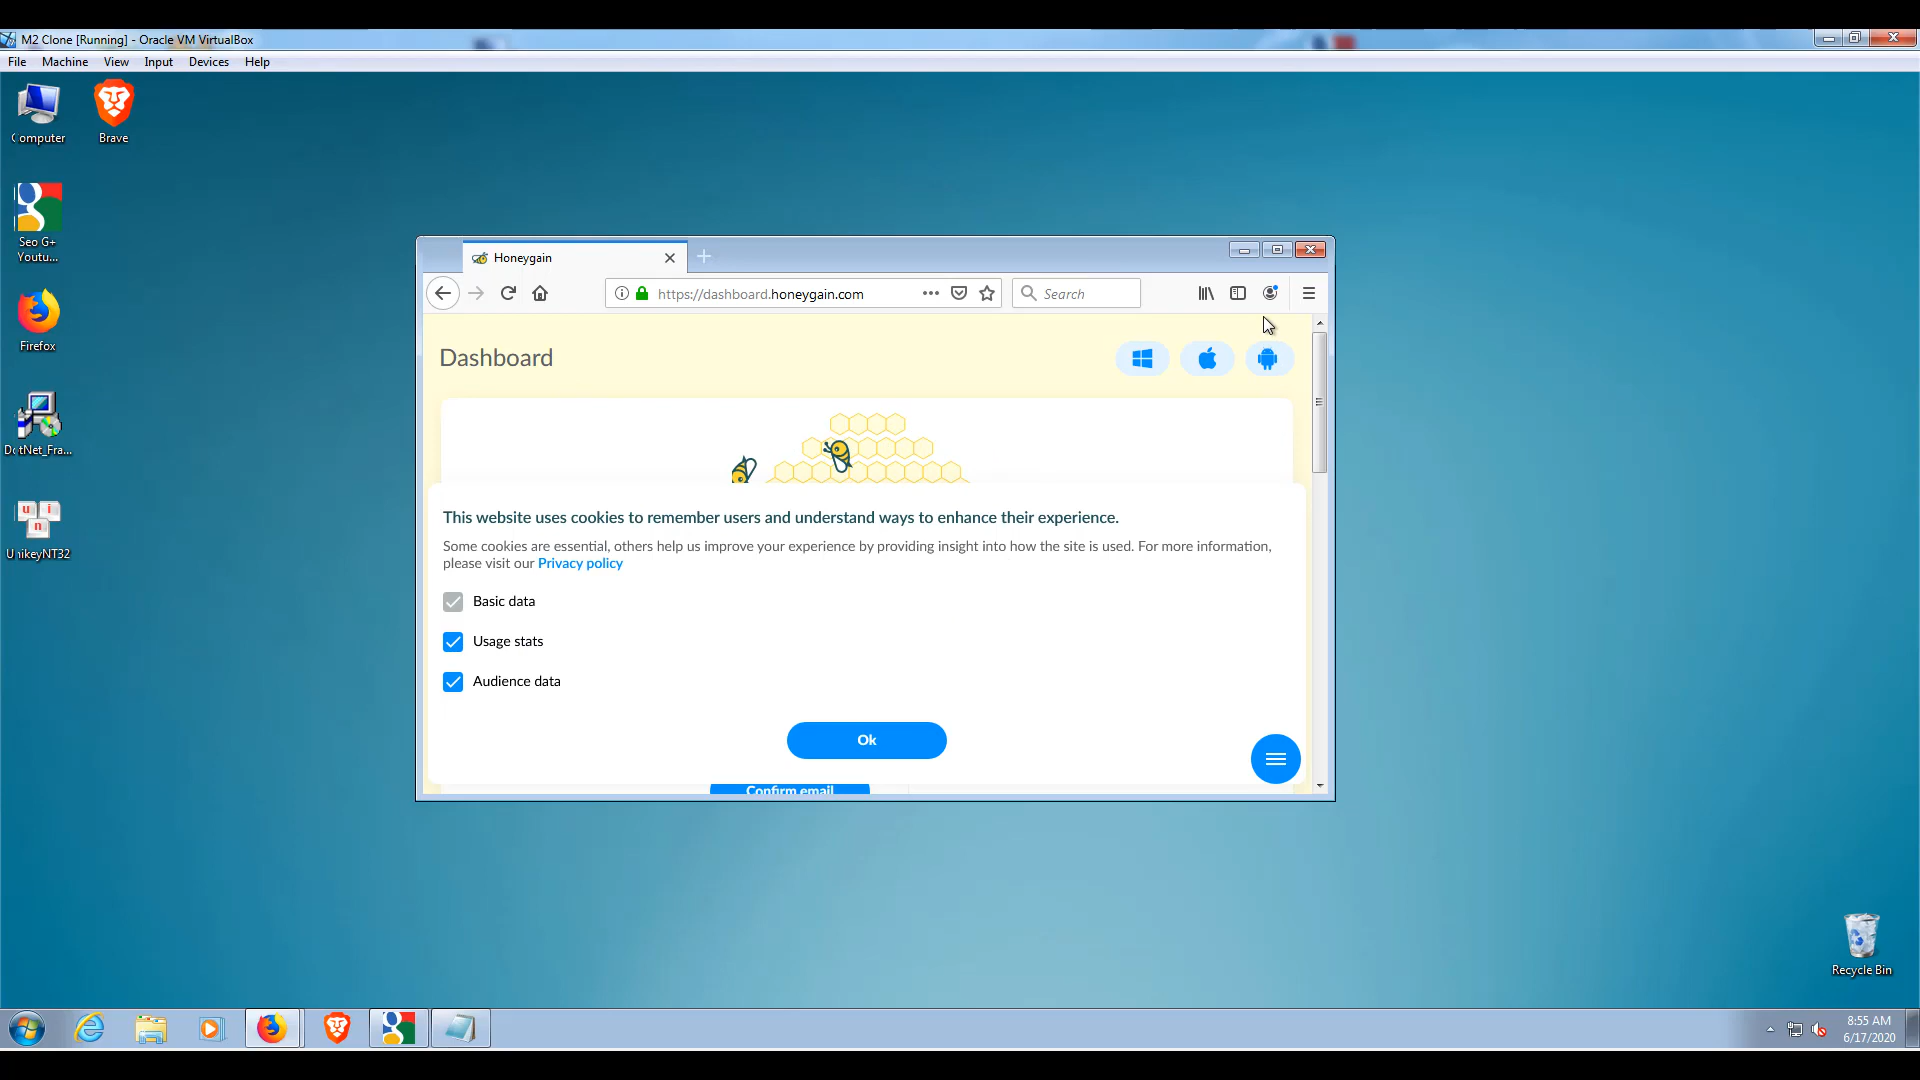 M2 Clone [Running] - Oracle VM VirtualBox
File Machine View Input Devices Help
Computer
Brave
Seo G+
Youtu...
Firefox
DotNet_Fra...
UnikeyNT32
u i
n
Honeygain
https://dashboard.honeygain.com
Search
Dashboard
This website uses cookies to remember users and understand ways to enhance their experience.
Some cookies are essential, others help us improve your experience by providing insight into how the site is used. For more information,
please visit our Privacy policy
Basic data
Usage stats
Audience data
Ok
Confirm email
Recycle Bin
8:55 AM
6/17/2020